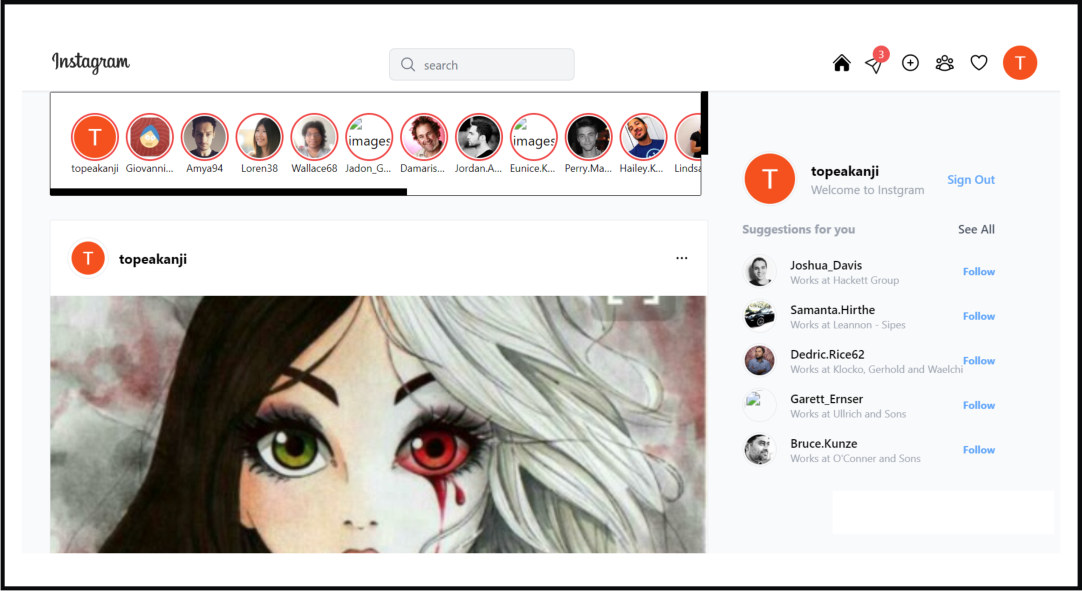 Instagram
search
3
T
T
topeakanji
Giovanni...
Amya94
Loren38
Wallace68
images
Jadon_G...
Damaris...
Jordan.A...
images
Eunice.K...
Perry.Ma...
Hailey.K...
Lindsa
T
topeakanji
Welcome to Instgram
Sign Out
Suggestions for you
See All
Joshua_Davis
Works at Hackett Group
Follow
Samanta.Hirthe
Works at Leannon - Sipes
Follow
Dedric.Rice62
Works at Klocko, Gerhold and Waelchi
Follow
Garett_Ernser
Works at Ullrich and Sons
Follow
Bruce.Kunze
Works at O'Conner and Sons
Follow
T
topeakanji
...